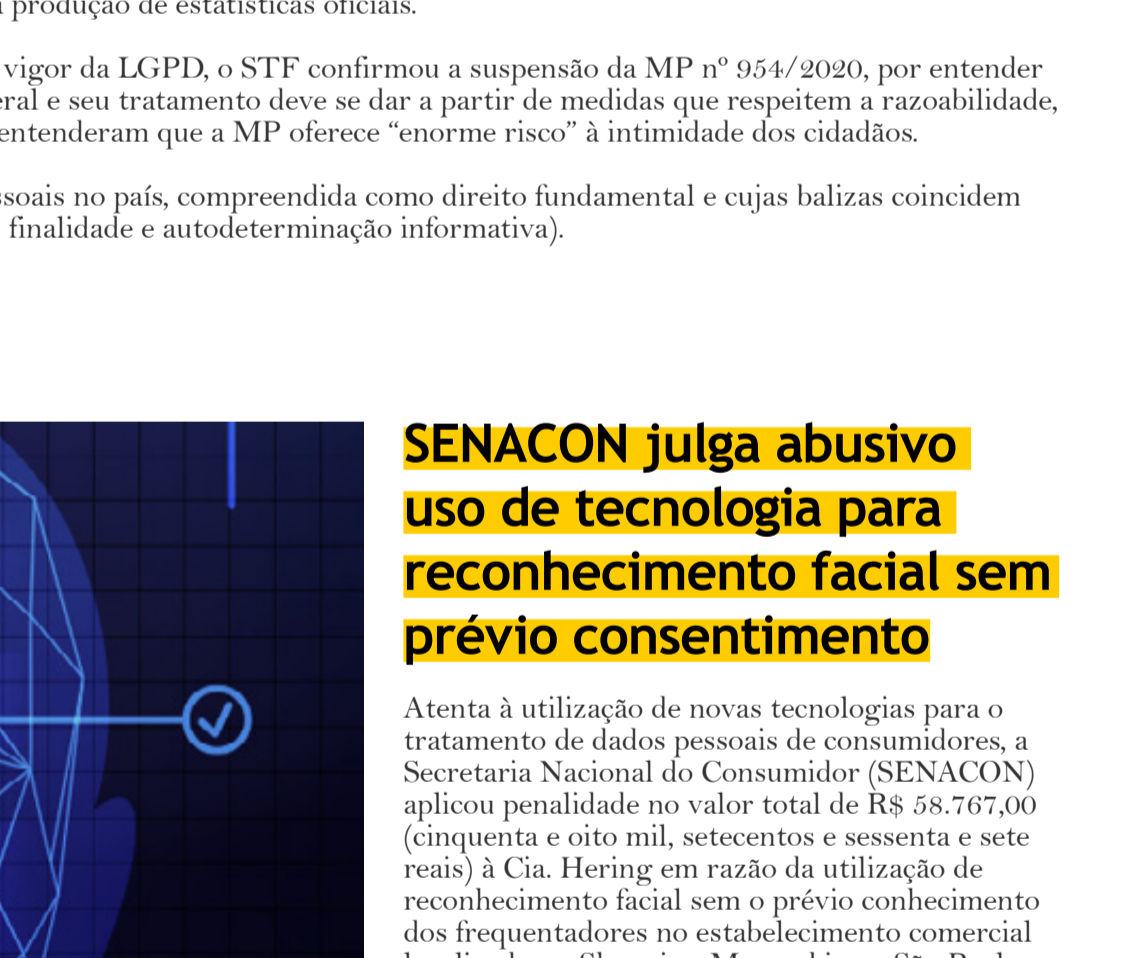 produção de estatísticas oficiais.
vigor da LGPD, o STF confirmou a suspensão da MP nº 954/2020, por entender
e seu tratamento deve se dar a partir de medidas que respeitem a razoabilidade,
entenderam que a MP oferece “enorme risco” à intimidade dos cidadãos.
no país, compreendida como direito fundamental e cujas balizas coincidem
finalidade e autodeterminação informativa).
SENACON julga abusivo
uso de tecnologia para
reconhecimento facial sem
prévio consentimento
Atenta à utilização de novas tecnologias para o
tratamento de dados pessoais de consumidores, a
Secretaria Nacional do Consumidor (SENACON)
aplicou penalidade no valor total de R$ 58.767,00
(cinquenta e oito mil, setecentos e sessenta e sete
reais) à Cia. Hering em razão da utilização de
reconhecimento facial sem o prévio conhecimento
dos frequentadores no estabelecimento comercial